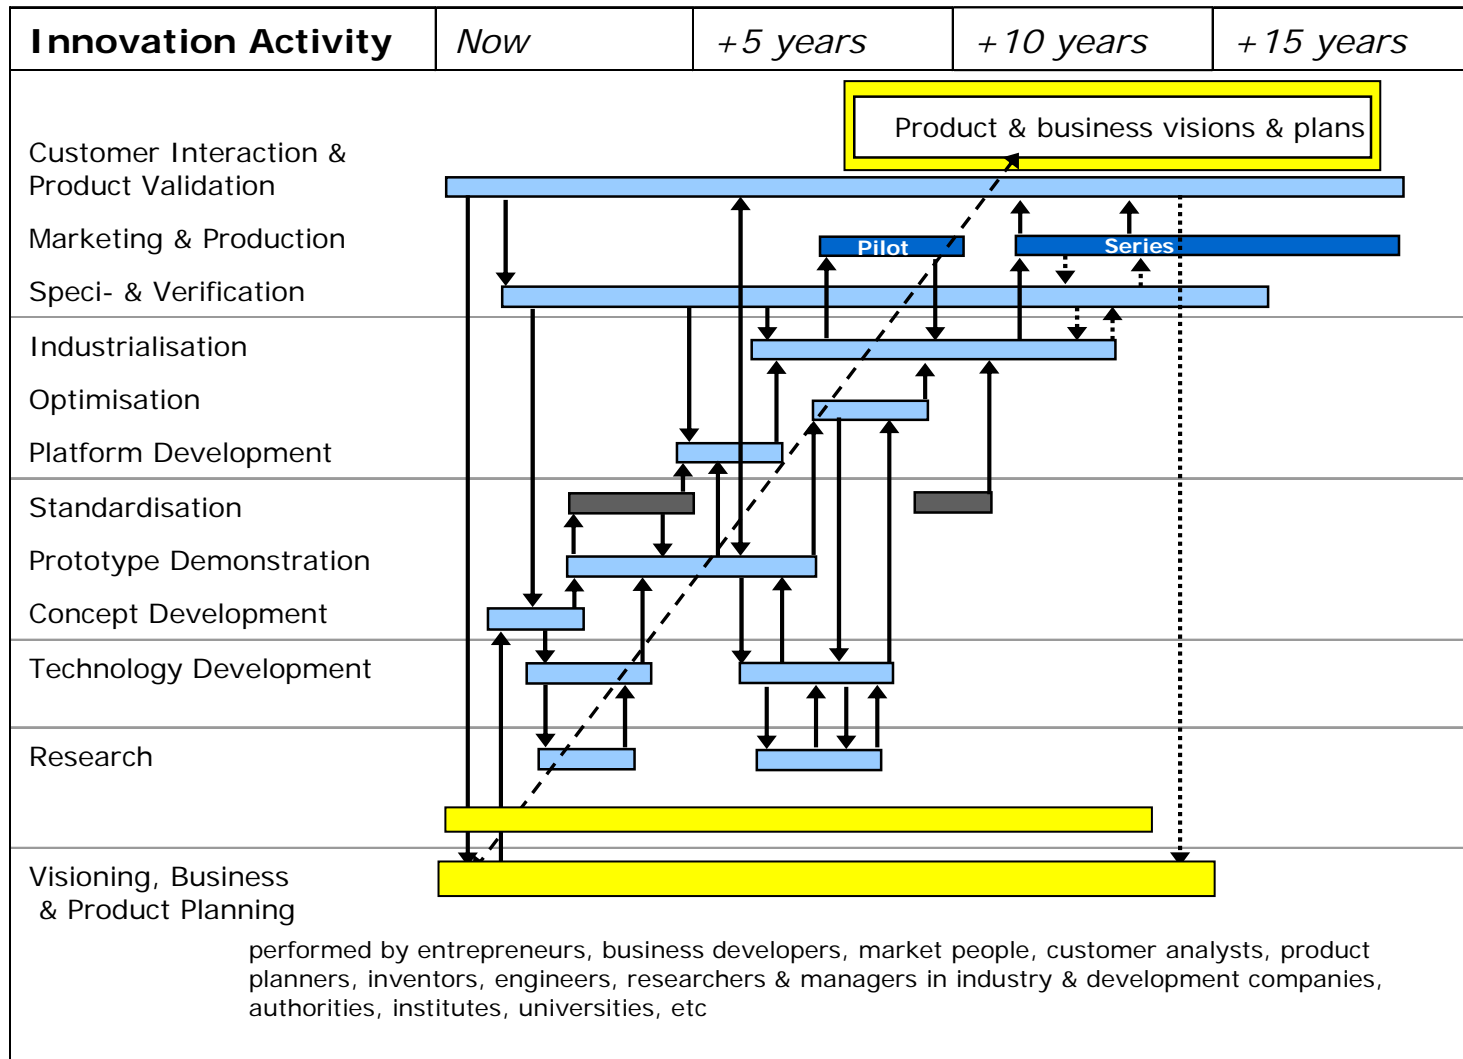 Innovation Activity
Now
+5 years
+10 years
+15 years
Product & business visions & plans
Customer Interaction &
Product Validation
Marketing & Production
Pilot
Series
Speci- & Verification
Industrialisation
Optimisation
Platform Development
Standardisation
Prototype Demonstration
Concept Development
Technology Development
Research
Visioning, Business
& Product Planning
performed by entrepreneurs, business developers, market people, customer analysts, product
planners, inventors, engineers, researchers & managers in industry & development companies,
authorities, institutes, universities, etc